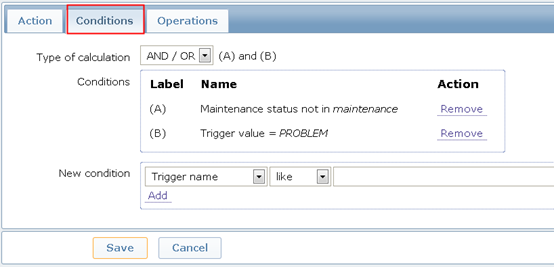 Action Conditions Operations
Type of calculation AND / OR (A) and (B)
Conditions Label Name Action
(A) Maintenance status not in maintenance Remove
(B) Trigger value = PROBLEM Remove
New condition Trigger name like
Add
Save Cancel